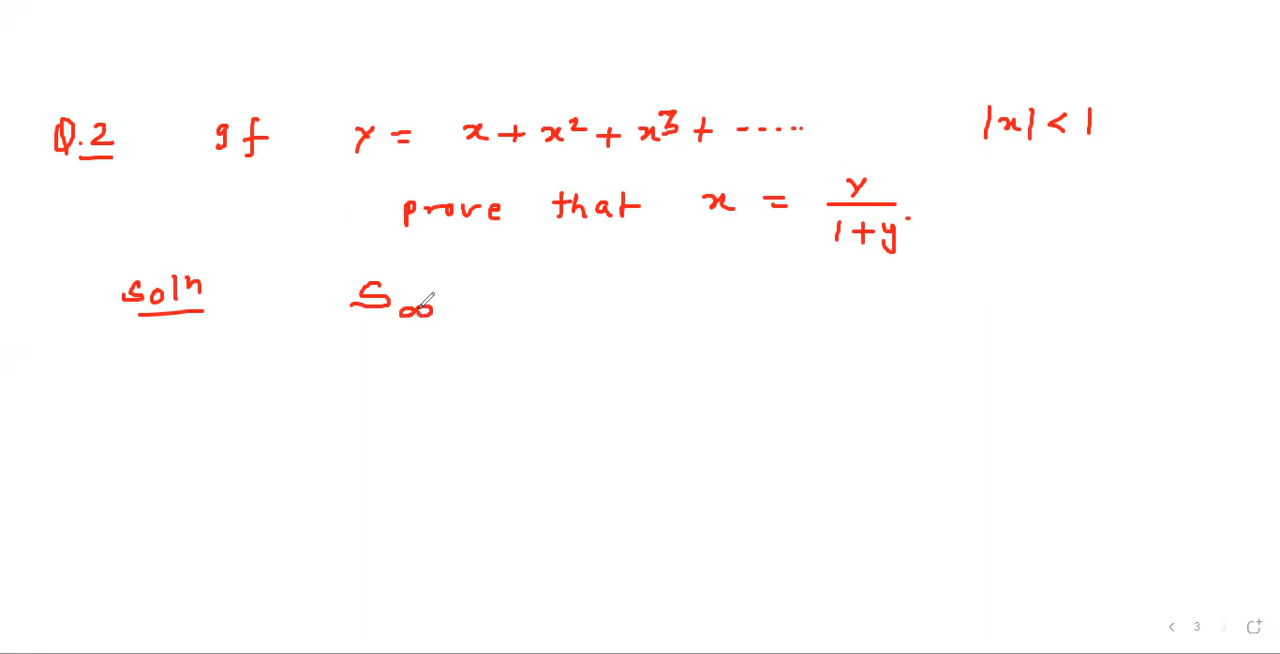 Q.2 If y = x + x² + x³ + ..... |x| < 1
prove that x = y/(1+y).
soln S∞
3